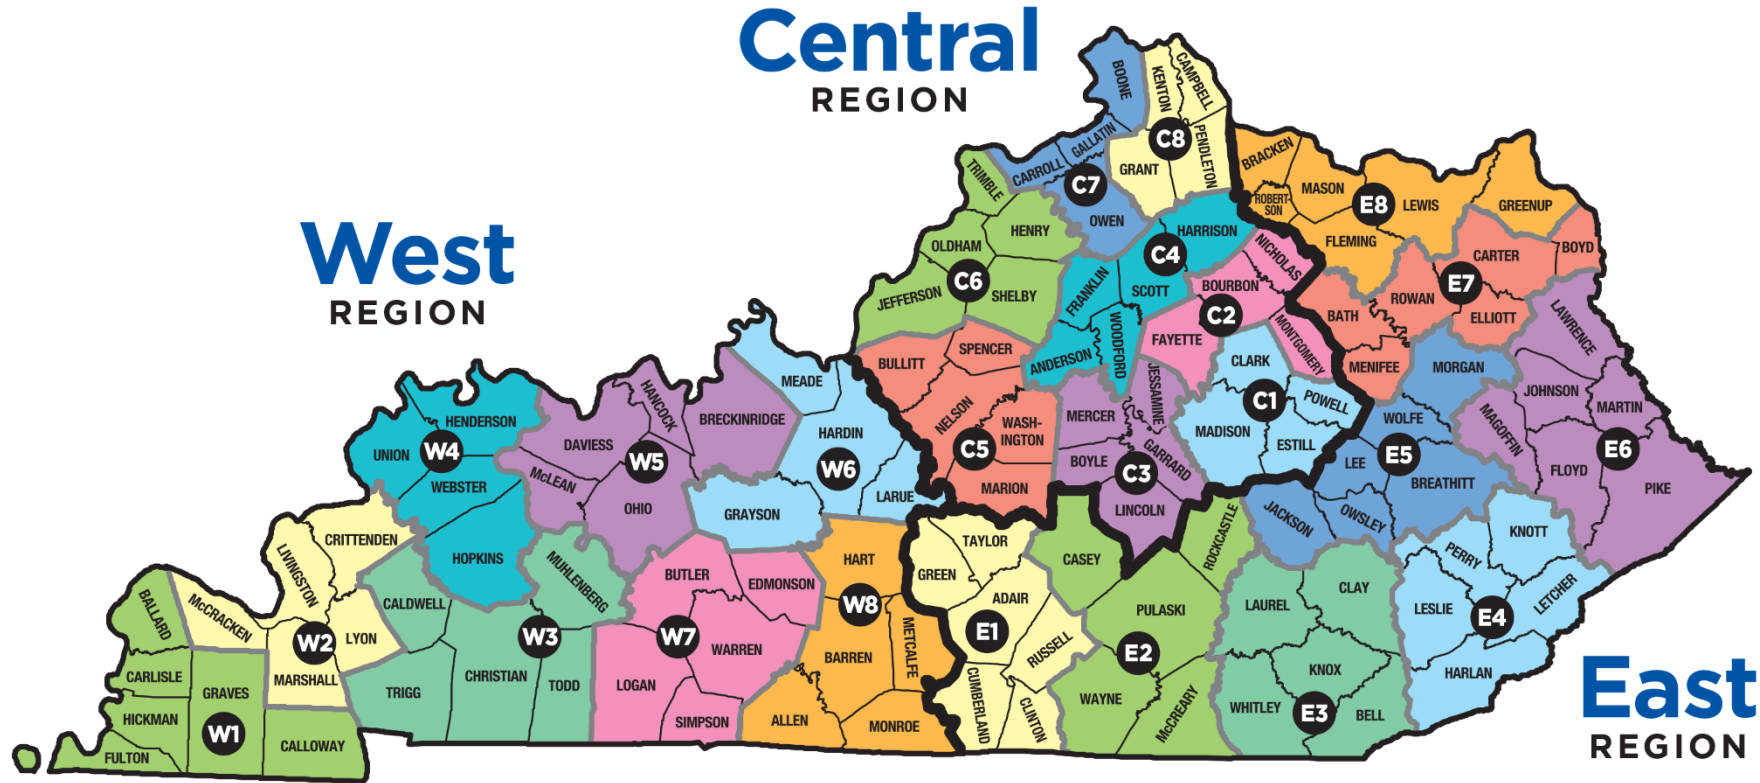 Central
REGION
West
REGION
East
REGION
BOONE
KENTON
CAMPBELL
PENDLETON
GRANT
C8
GALLATIN
CARROLL
C7
OWEN
TRIMBLE
HENRY
OLDHAM
C6
JEFFERSON
SHELBY
HARRISON
C4
SCOTT
FRANKLIN
WOODFORD
ANDERSON
NICHOLAS
BOURBON
C2
FAYETTE
MONTGOMERY
CLARK
C1
POWELL
MADISON
ESTILL
BULLITT
SPENCER
NELSON
WASH-
INGTON
C5
MARION
JESSAMINE
MERCER
GARRARD
BOYLE
C3
LINCOLN
BRACKEN
MASON
ROBERT-
SON
E8
LEWIS
GREENUP
FLEMING
CARTER
BOYD
E7
ROWAN
ELLIOTT
BATH
MENIFEE
LAWRENCE
JOHNSON
MARTIN
MAGOFFIN
E6
FLOYD
PIKE
MORGAN
WOLFE
LEE
E5
BREATHITT
OWSLEY
JACKSON
KNOTT
PERRY
LETCHER
LESLIE
E4
HARLAN
CLAY
LAUREL
KNOX
WHITLEY
E3
BELL
ROCKCASTLE
CASEY
PULASKI
E2
WAYNE
McCREARY
TAYLOR
GREEN
ADAIR
E1
RUSSELL
CUMBERLAND
CLINTON
MEADE
HARDIN
W6
LARUE
GRAYSON
HANCOCK
BRECKINRIDGE
DAVIESS
W5
McLEAN
OHIO
HENDERSON
UNION
W4
WEBSTER
HOPKINS
HART
W8
METCALFE
BARREN
ALLEN
MONROE
BUTLER
EDMONSON
W7
WARREN
LOGAN
SIMPSON
MUHLENBERG
CALDWELL
W3
CHRISTIAN
TRIGG
TODD
CRITTENDEN
LIVINGSTON
McCRACKEN
W2
LYON
MARSHALL
BALLARD
CARLISLE
GRAVES
HICKMAN
W1
CALLOWAY
FULTON